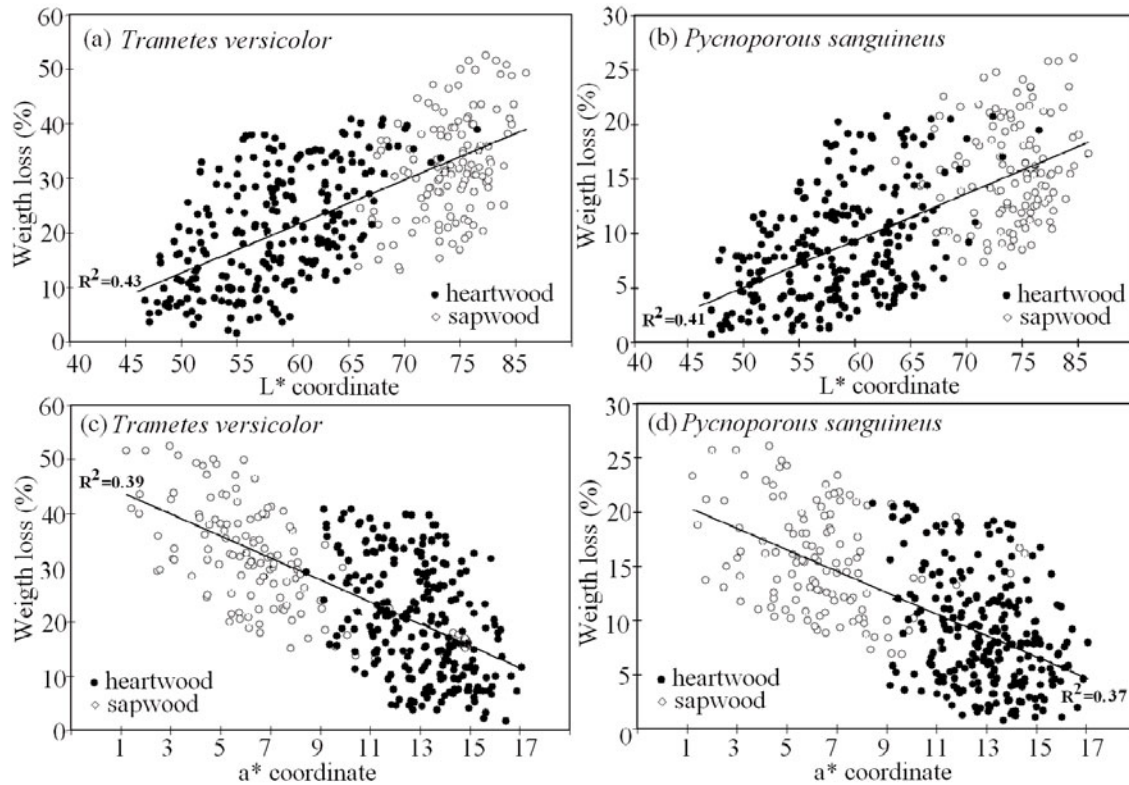 (a) Trametes versicolor
60
50
40
30
20
10
0
Weigth loss (%)
R²=0.43
heartwood
sapwood
40 45 50 55 60 65 70 75 80 85
L* coordinate
(b) Pycnoporous sanguineus
30
25
20
15
10
5
0
Weigth loss (%)
R²=0.41
heartwood
sapwood
40 45 50 55 60 65 70 75 85
L* coordinate
(c) Trametes versicolor
60
50
40
30
20
10
0
Weigth loss (%)
R²=0.39
heartwood
sapwood
1 3 5 7 9 11 13 15 17
a* coordinate
(d) Pycnoporous sanguineus
30
25
20
15
10
5
0
Weigth loss (%)
R²=0.37
heartwood
sapwood
1 3 5 7 9 11 13 15 17
a* coordinate